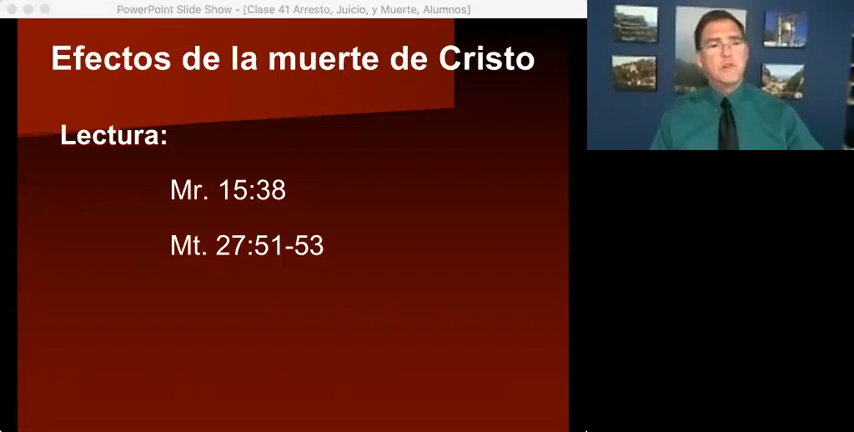 PowerPoint Slide Show - [Clase 41 Arresto, Juicio, y Muerte, Alumnos]
Efectos de la muerte de Cristo
Lectura:
Mr. 15:38
Mt. 27:51-53